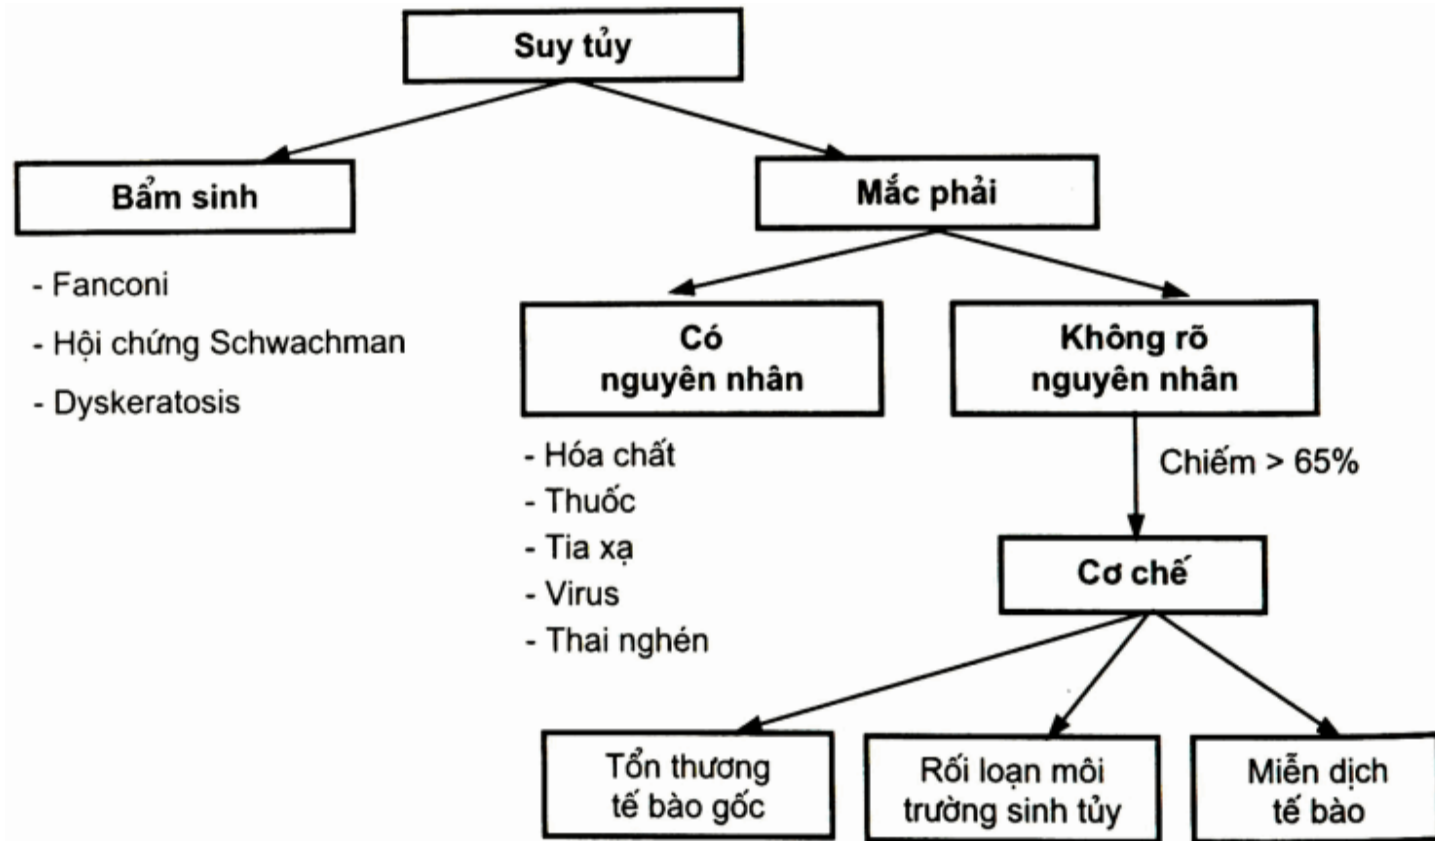 Suy tủy
Bẩm sinh
Mắc phải
- Fanconi
- Hội chứng Schwachman
- Dyskeratosis
Có
nguyên nhân
Không rõ
nguyên nhân
- Hóa chất
- Thuốc
- Tia xạ
- Virus
- Thai nghén
Chiếm > 65%
Cơ chế
Tổn thương
tế bào gốc
Rối loạn môi
trường sinh tủy
Miễn dịch
tế bào